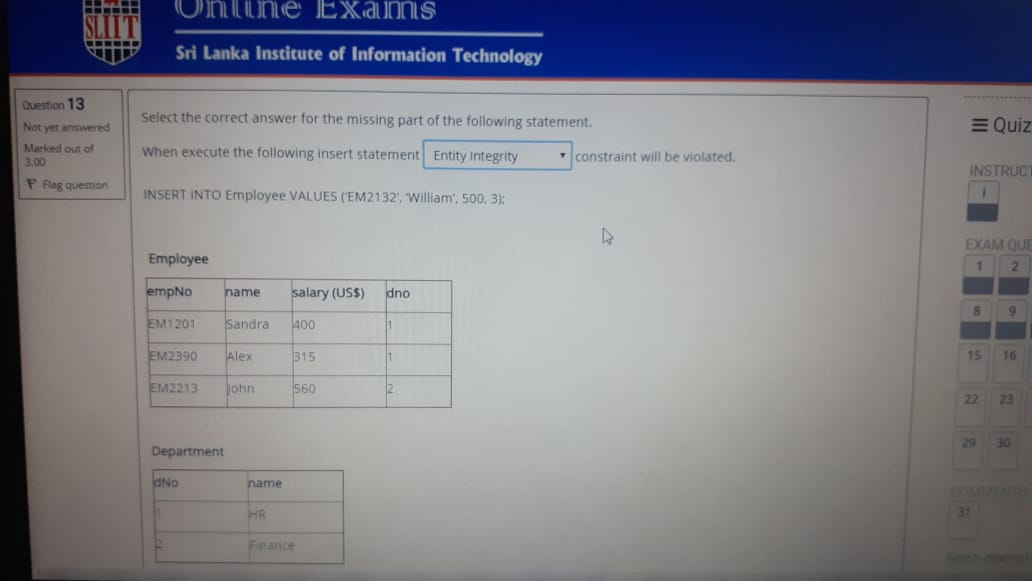 Online Exams
SLIIT
Sri Lanka Institute of Information Technology
Question 13
Not yet answered
Marked out of
3.00
Flag question
Select the correct answer for the missing part of the following statement.
When execute the following insert statement Entity Integrity constraint will be violated.
INSERT INTO Employee VALUES ('EM2132', 'William', 500, 3);
Employee
empNo name salary (US$) dno
EM1201 Sandra 400 1
EM2390 Alex 315 1
EM2213 John 560 2
Department
dNo name
1 HR
2 Finance
Quiz
INSTRUCT
i
EXAM QUE
1 2
8 9
15 16
22 23
29 30
COMMENTS
31
Finish attempt